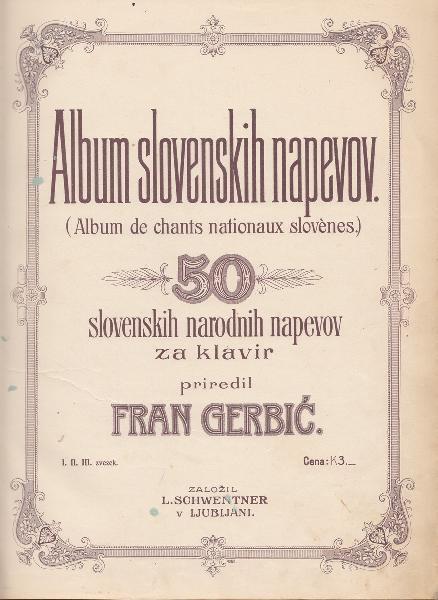 Album slovenskih napevov.
(Album de chants nationaux slovènes.)
50
slovenskih narodnih napevov
za klavir
priredil
FRAN GERBIĆ.
I. II. III. zvezek.
Cena: K3.—
ZALOŽIL
L. SCHWENTNER
V LJUBLJANI.